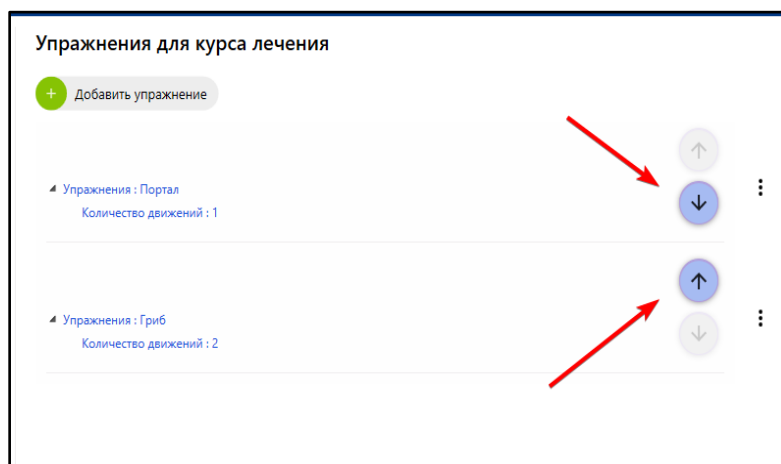 Упражнения для курса лечения
Добавить упражнение
Упражнения : Портал
Количество движений : 1
Упражнения : Гриб
Количество движений : 2